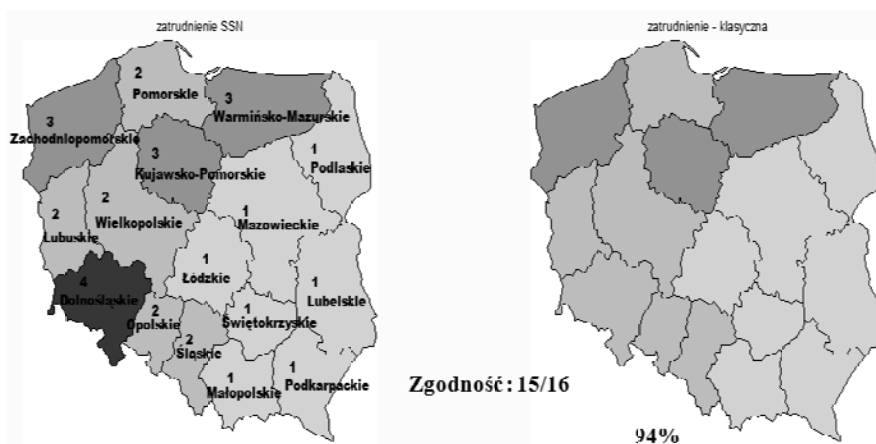 zatrudnienie SSN
zatrudnienie - klasyczna
2
Pomorskie
3
Warmińsko-Mazurskie
3
Zachodniopomorskie
3
Kujawsko-Pomorskie
1
Podlaskie
2
Lubuskie
2
Wielkopolskie
1
Mazowieckie
1
Łódzkie
4
Dolnośląskie
1
Lubelskie
2
Opolskie
2
Śląskie
1
Świętokrzyskie
1
Małopolskie
1
Podkarpackie
Zgodność: 15/16
94%